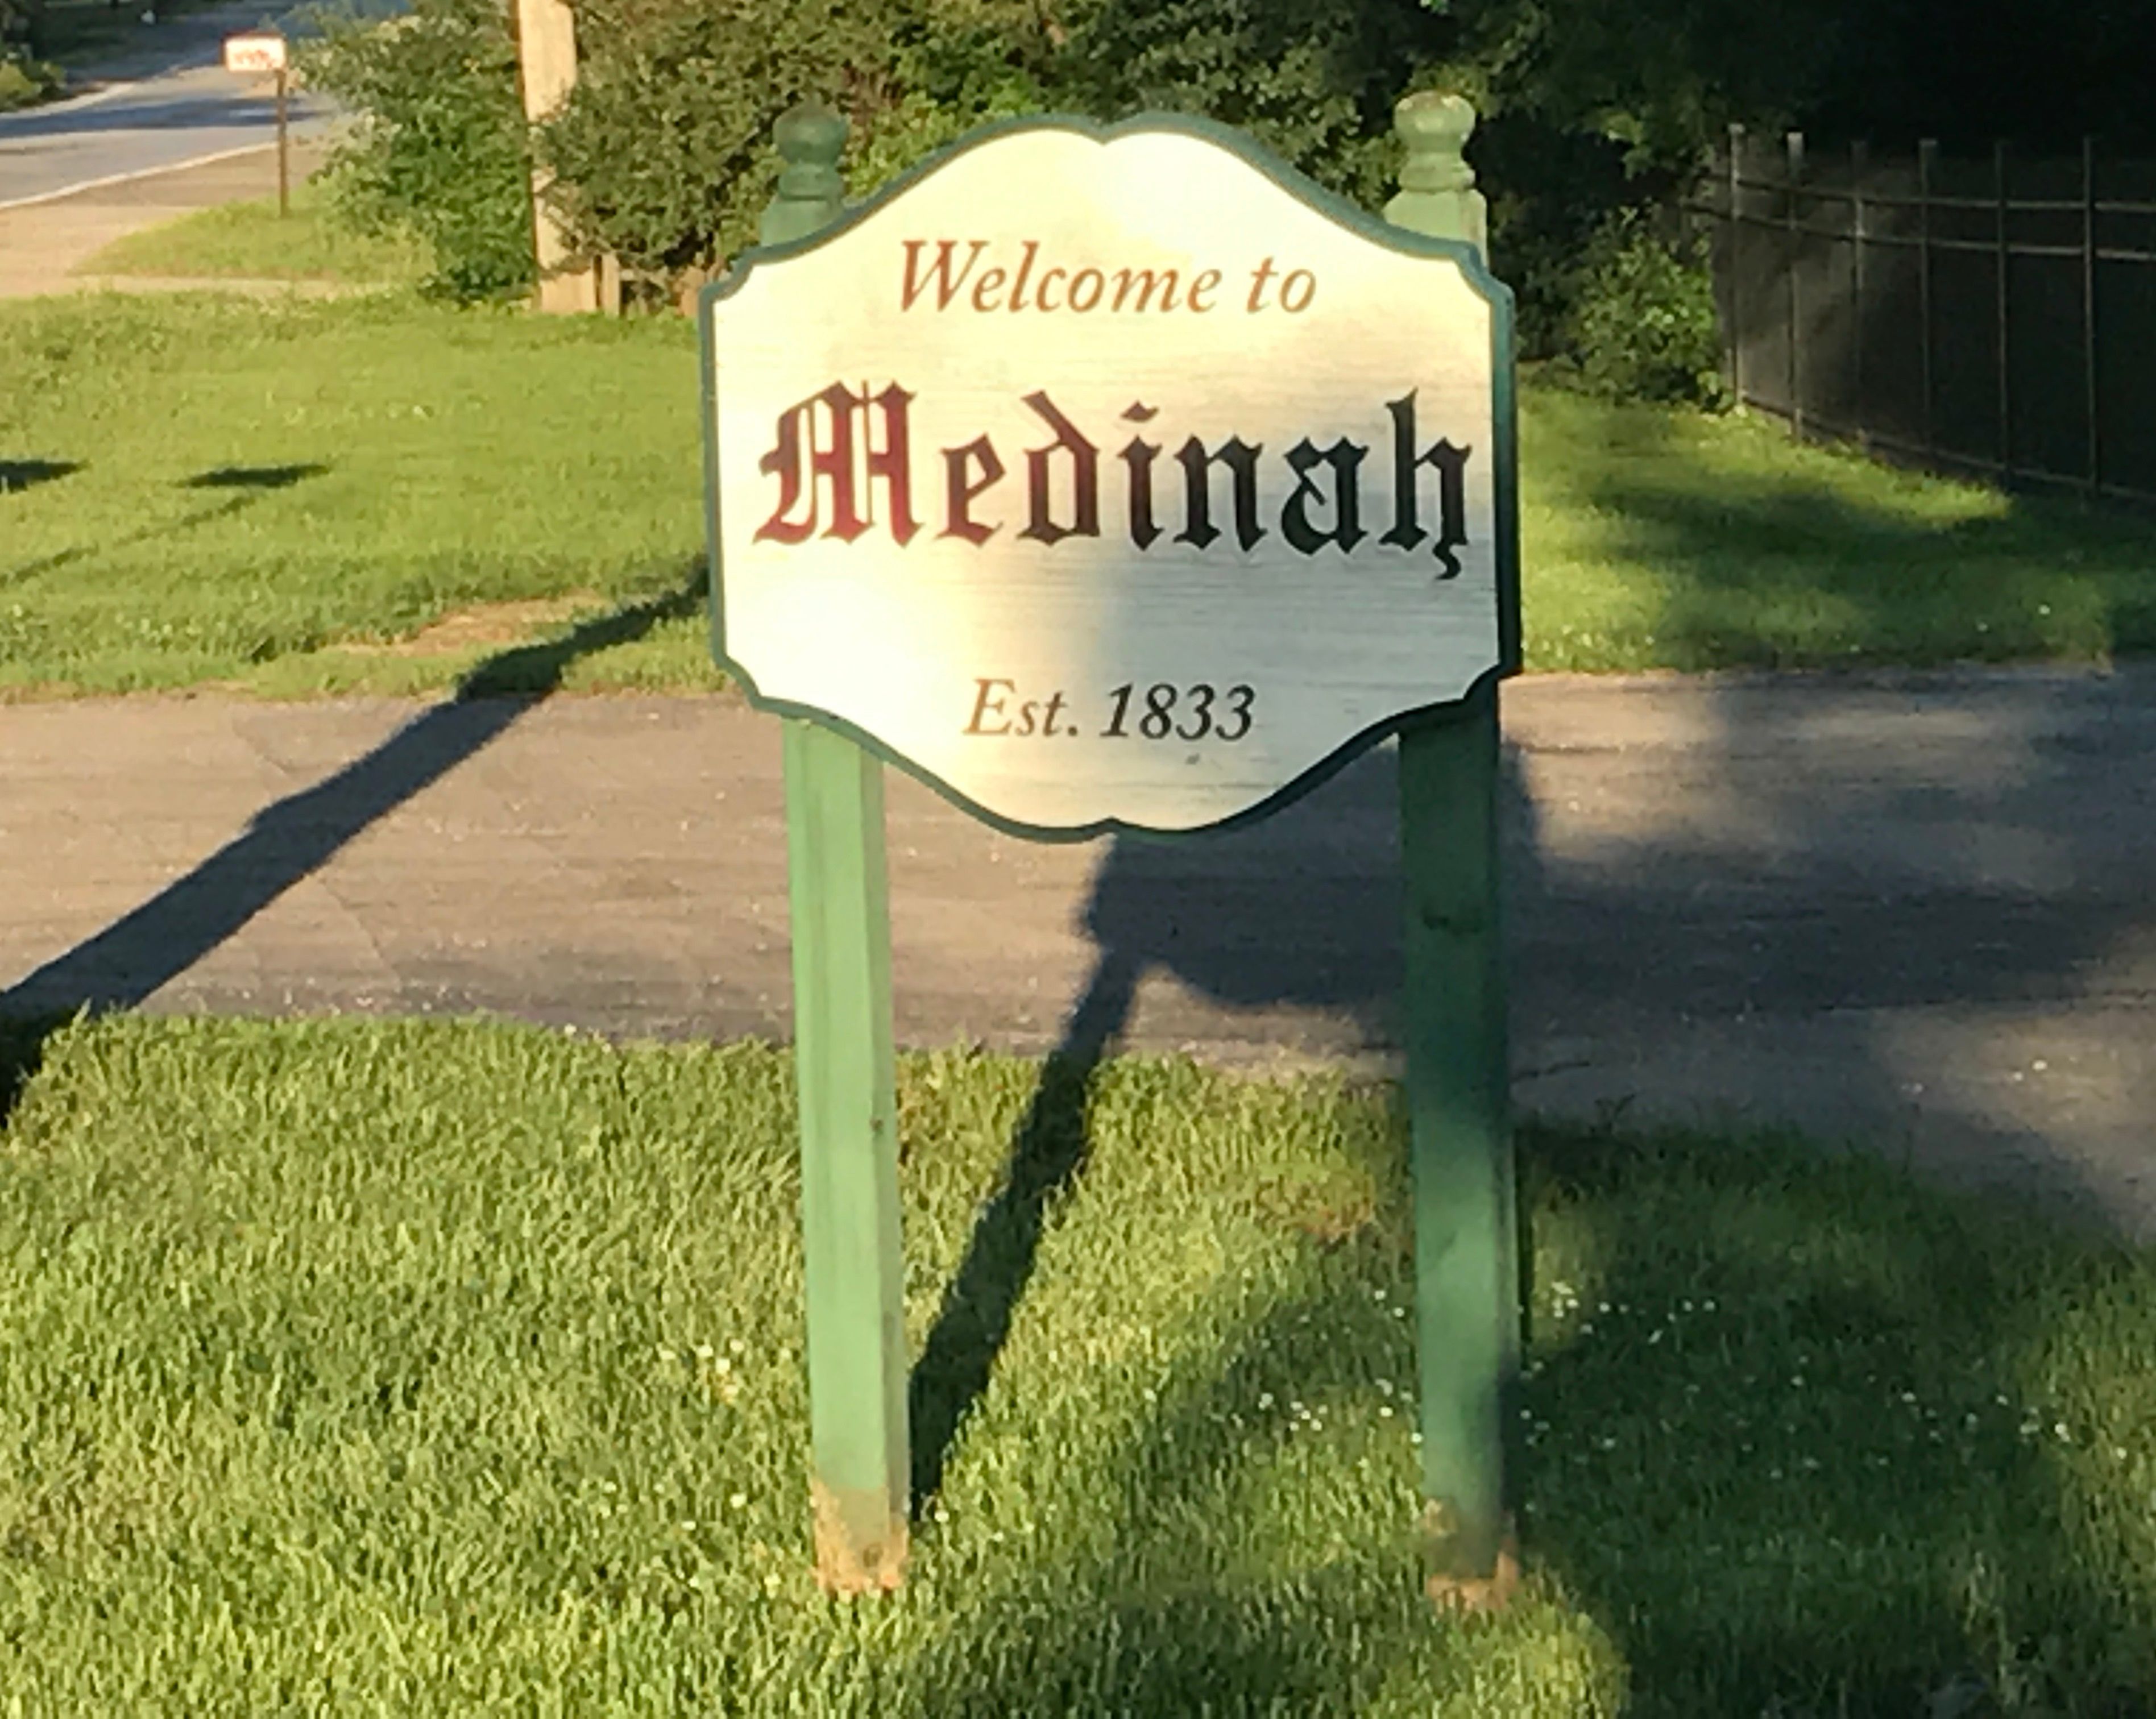 Welcome to
Medinah
Est. 1833